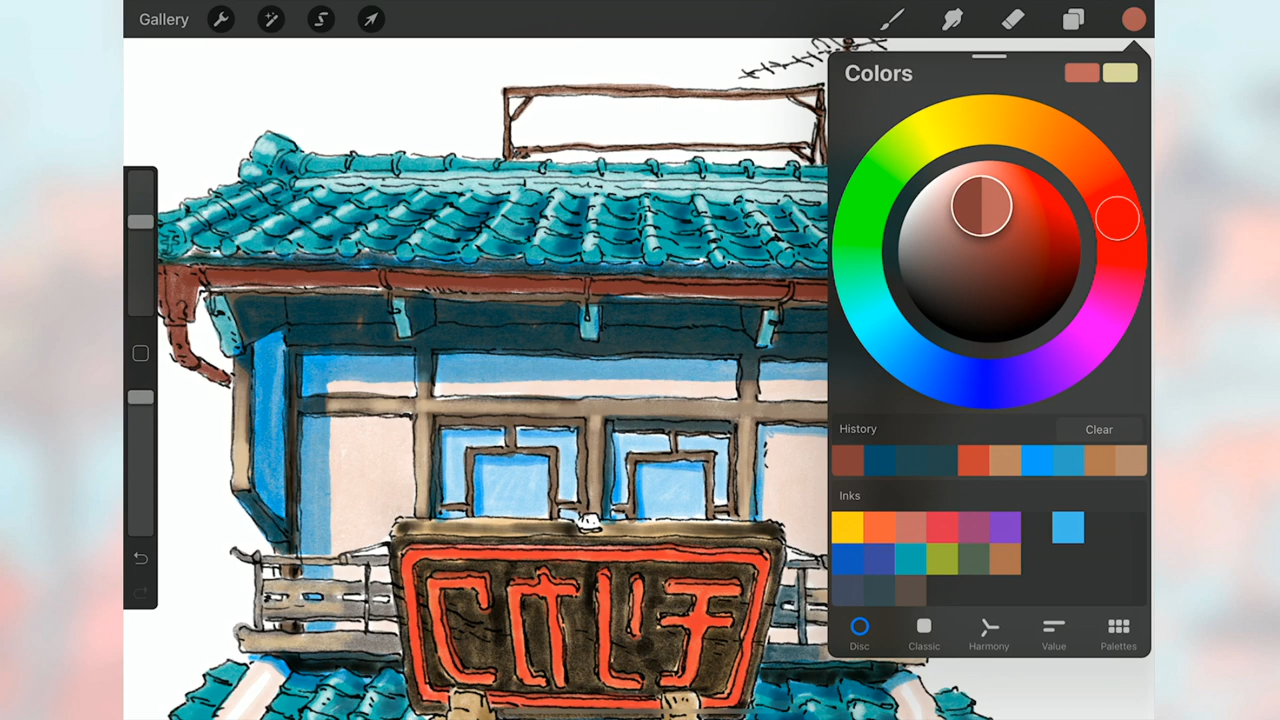 Gallery
Colors
History Clear
Inks
Disc Classic Harmony Value Palettes